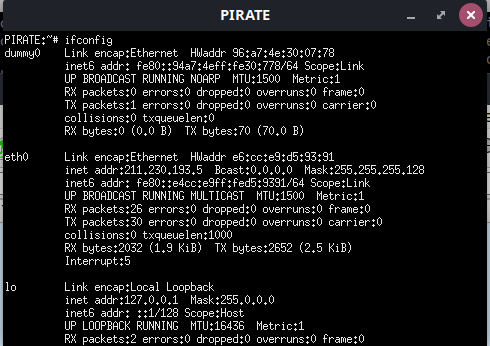 PIRATE
PIRATE:~# ifconfig
dummy0 Link encap:Ethernet HWaddr 96:a7:4e:30:07:78
inet6 addr: fe80::94a7:4eff:fe30:778/64 Scope:Link
UP BROADCAST RUNNING NOARP MTU:1500 Metric:1
RX packets:0 errors:0 dropped:0 overruns:0 frame:0
TX packets:1 errors:0 dropped:0 overruns:0 carrier:0
collisions:0 txqueuelen:0
RX bytes:0 (0.0 B) TX bytes:70 (70.0 B)
eth0 Link encap:Ethernet HWaddr e6:cc:e9:d5:93:91
inet addr:211.230.193.5 Bcast:0.0.0.0 Mask:255.255.255.128
inet6 addr: fe80::e4cc:e9ff:fed5:9391/64 Scope:Link
UP BROADCAST RUNNING MULTICAST MTU:1500 Metric:1
RX packets:26 errors:0 dropped:0 overruns:0 frame:0
TX packets:30 errors:0 dropped:0 overruns:0 carrier:0
collisions:0 txqueuelen:1000
RX bytes:2032 (1.9 KiB) TX bytes:2652 (2.5 KiB)
Interrupt:5
lo Link encap:Local Loopback
inet addr:127.0.0.1 Mask:255.0.0.0
inet6 addr: ::1/128 Scope:Host
UP LOOPBACK RUNNING MTU:16436 Metric:1
RX packets:2 errors:0 dropped:0 overruns:0 frame:0